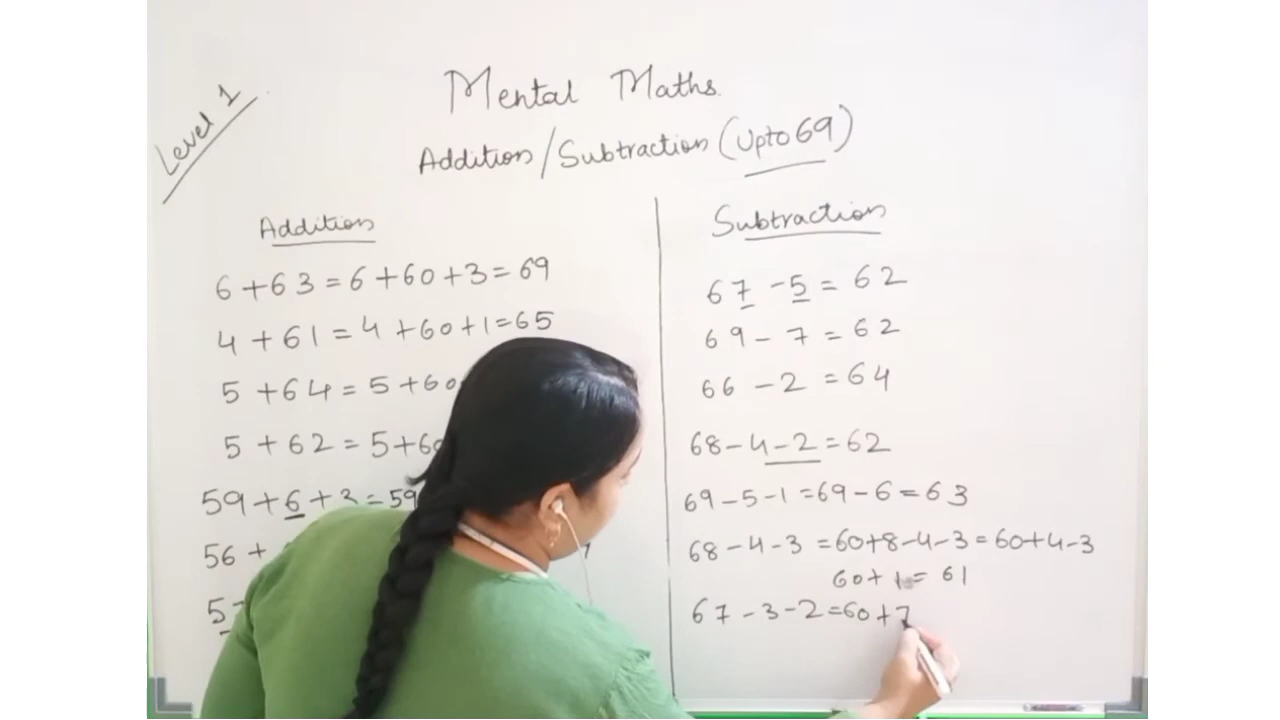 Level 1
Mental Maths.
Addition/Subtraction (Upto 69)
Addition
6 + 63 = 6 + 60 + 3 = 69
4 + 61 = 4 + 60 + 1 = 65
5 + 64 = 5 + 60
5 + 62 = 5 + 60
59 + 6 + 3 = 59
56 +
Subtraction
67 - 5 = 62
69 - 7 = 62
66 - 2 = 64
68 - 4 - 2 = 62
69 - 5 - 1 = 69 - 6 = 63
68 - 4 - 3 = 60 + 8 - 4 - 3 = 60 + 4 - 3
60 + 1 = 61
67 - 3 - 2 = 60 + 7